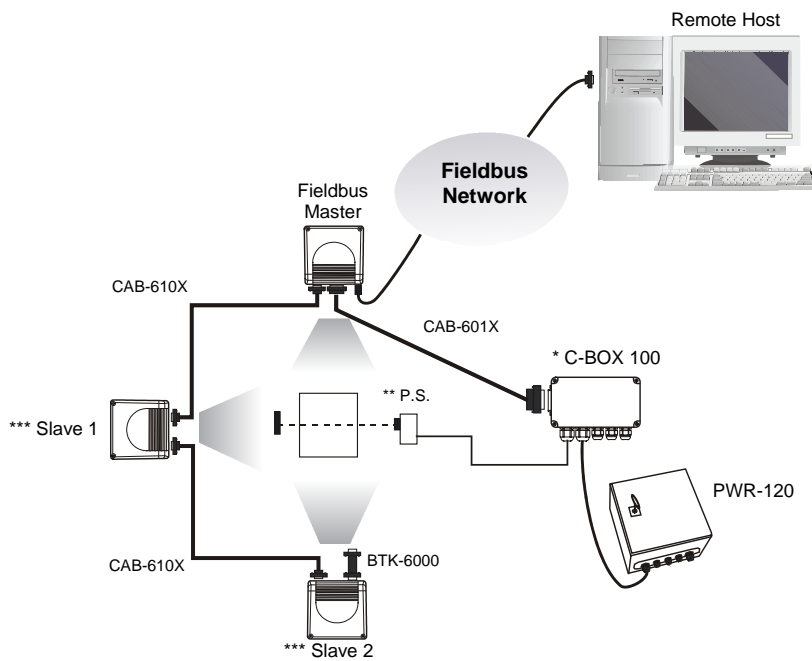 Remote Host
Fieldbus
Network
Fieldbus
Master
CAB-610X
CAB-601X
* C-BOX 100
** P.S.
*** Slave 1
PWR-120
CAB-610X
BTK-6000
*** Slave 2